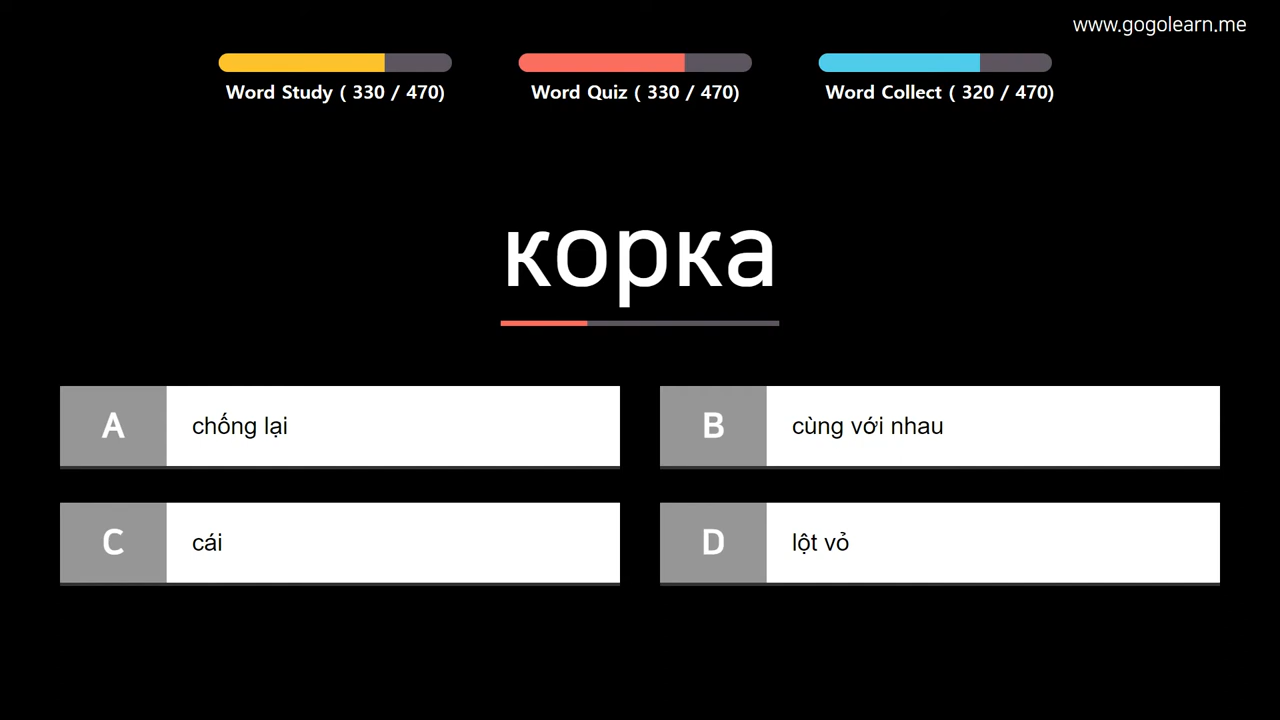 www.gogolearn.me
Word Study ( 330 / 470)
Word Quiz ( 330 / 470)
Word Collect ( 320 / 470)
корка
A chống lại
B cùng với nhau
C cái
D lột vỏ